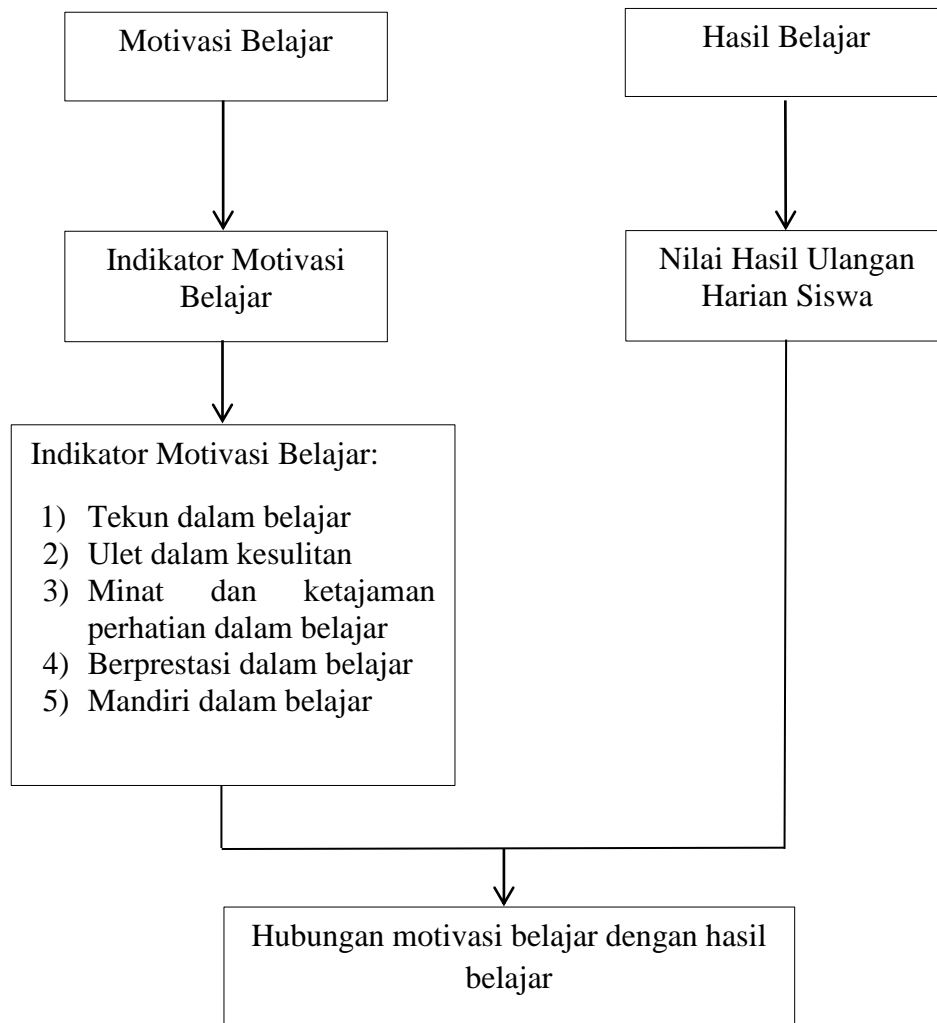 Motivasi Belajar
Hasil Belajar
Indikator Motivasi
Belajar
Nilai Hasil Ulangan
Harian Siswa
Indikator Motivasi Belajar:
1) Tekun dalam belajar
2) Ulet dalam kesulitan
3) Minat dan ketajaman
perhatian dalam belajar
4) Berprestasi dalam belajar
5) Mandiri dalam belajar
Hubungan motivasi belajar dengan hasil
belajar